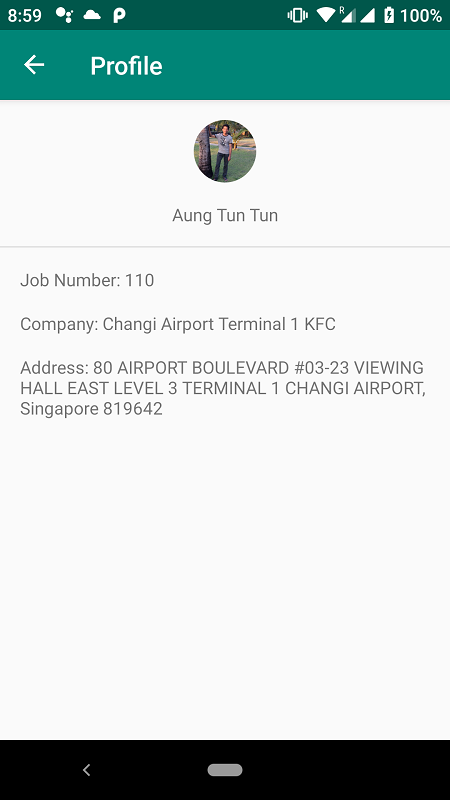 8:59
R
100%
Profile
Aung Tun Tun
Job Number: 110
Company: Changi Airport Terminal 1 KFC
Address: 80 AIRPORT BOULEVARD #03-23 VIEWING
HALL EAST LEVEL 3 TERMINAL 1 CHANGI AIRPORT,
Singapore 819642